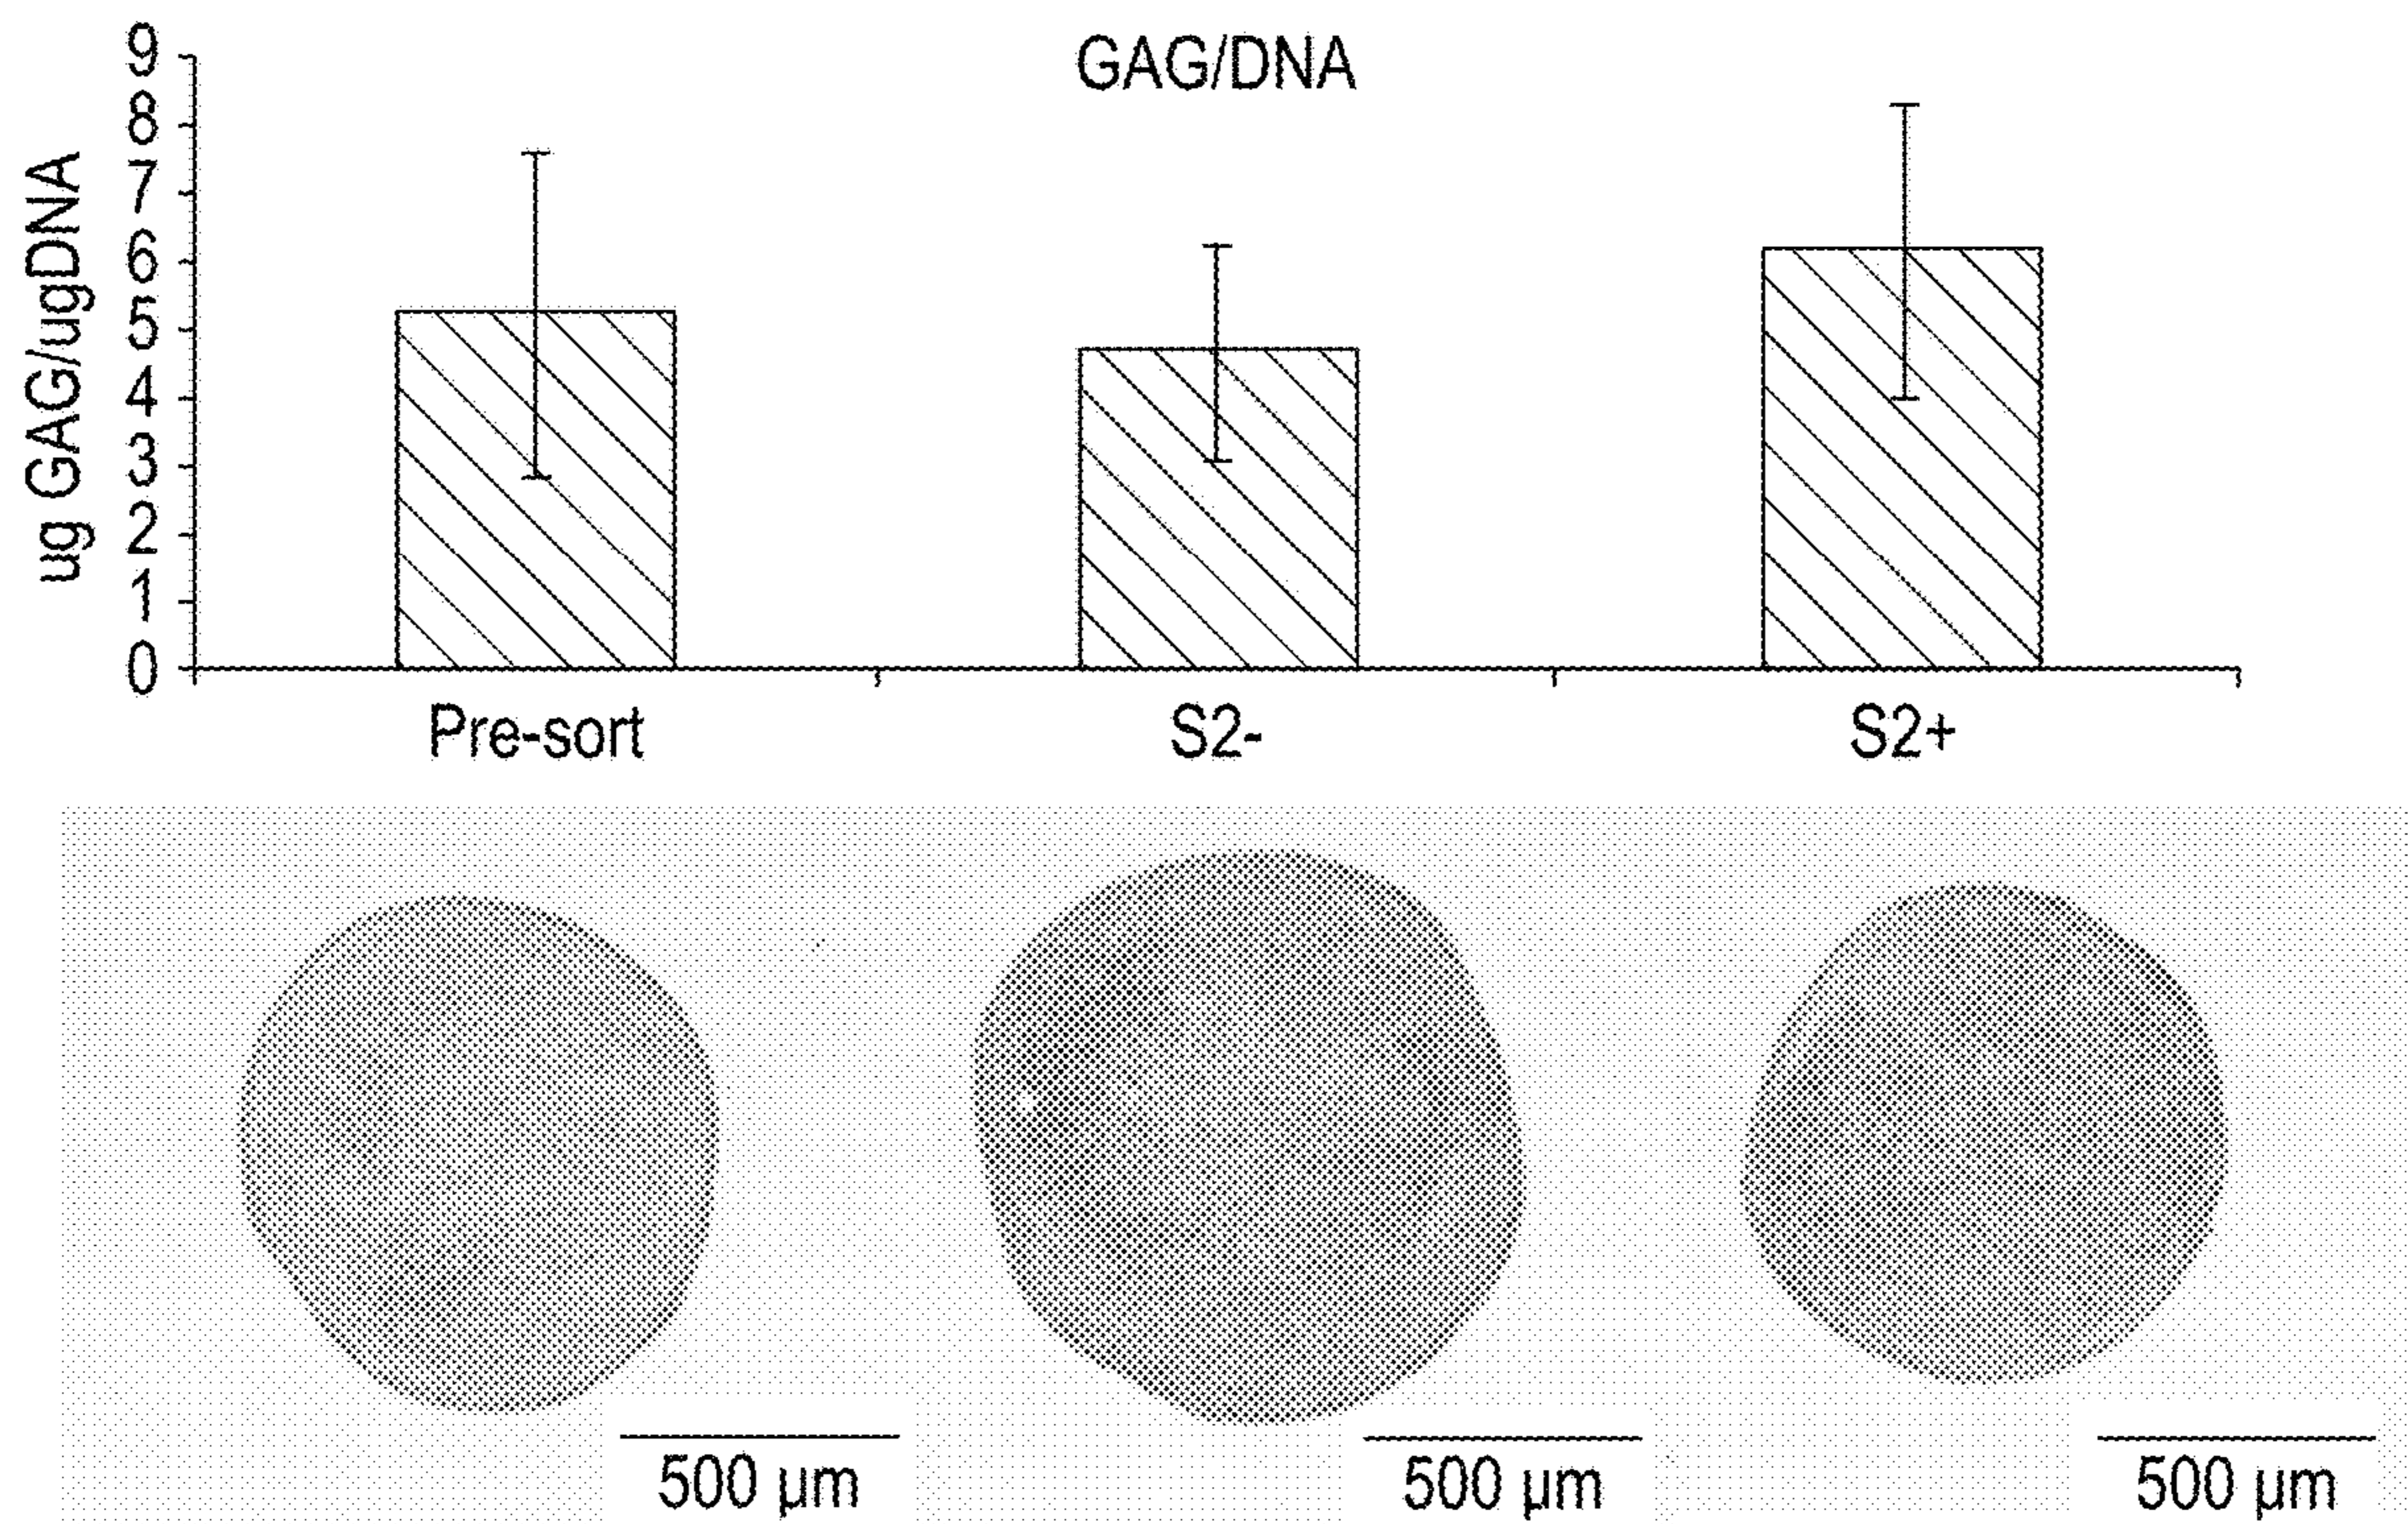 GAG/DNA
ug GAG/ugDNA
9
8
7
6
5
4
3
2
1
0
Pre-sort S2- S2+
500 µm 500 µm 500 µm